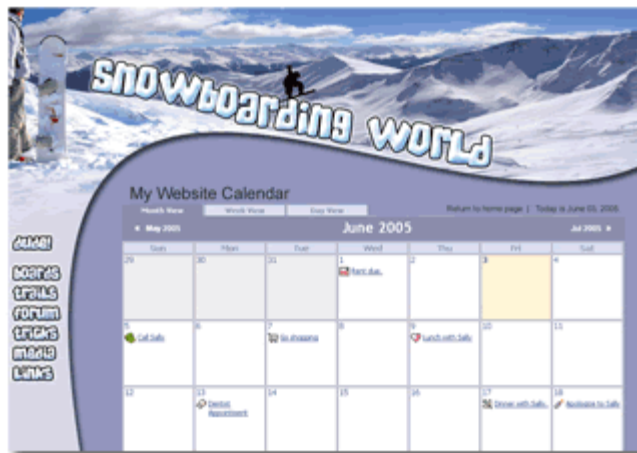 snowboarding world
My Website Calendar
Month View Week View Day View Return to home page | Today is June 03, 2005
« May 2005 June 2005 Jul 2005 »
Sun Mon Tue Wed Thu Fri Sat
29 30 31 1 2 3 4
Rent due.
5 6 7 8 9 10 11
Call Sally Go shopping Lunch with Sally
12 13 14 15 16 17 18
Dentist Dinner with Sally. Apologize to Sally
Appointment
dude!
boards
trails
forum
tricks
media
links